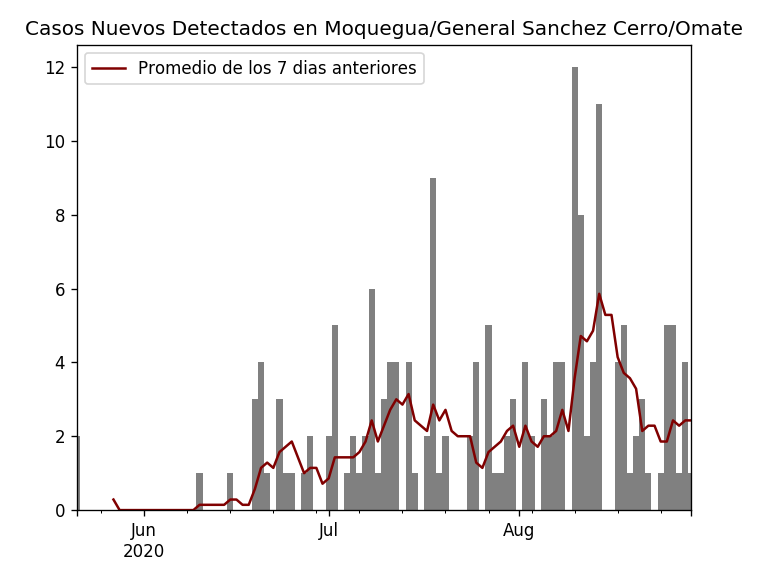 Casos Nuevos Detectados en Moquegua/General Sanchez Cerro/Omate
Promedio de los 7 dias anteriores
12
10
8
6
4
2
0
Jun
2020
Jul
Aug